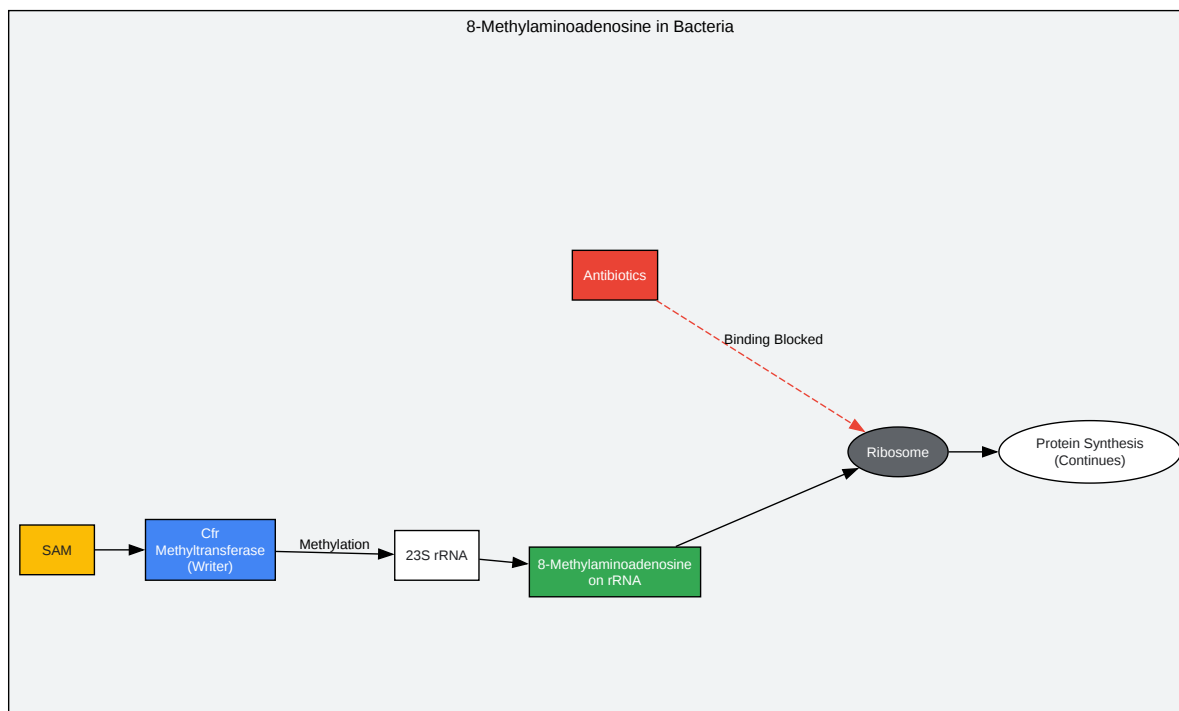 8-Methylaminoadenosine in Bacteria
Antibiotics
Binding Blocked
Ribosome
Protein Synthesis
(Continues)
SAM
Cfr
Methyltransferase
(Writer)
Methylation
23S rRNA
8-Methylaminoadenosine
on rRNA